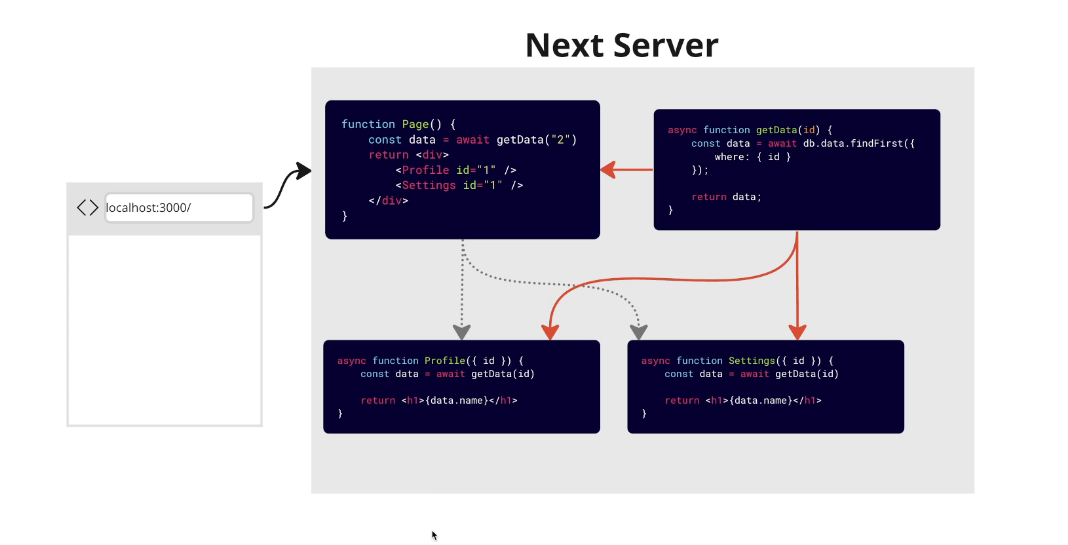 Next Server
localhost:3000/
function Page() {
    const data = await getData("2")
    return <div>
        <Profile id="1" />
        <Settings id="1" />
    </div>
}
async function getData(id) {
    const data = await db.data.findFirst({
        where: { id }
    });
    return data;
}
async function Profile({ id }) {
    const data = await getData(id)
    return <h1>{data.name}</h1>
}
async function Settings({ id }) {
    const data = await getData(id)
    return <h1>{data.name}</h1>
}